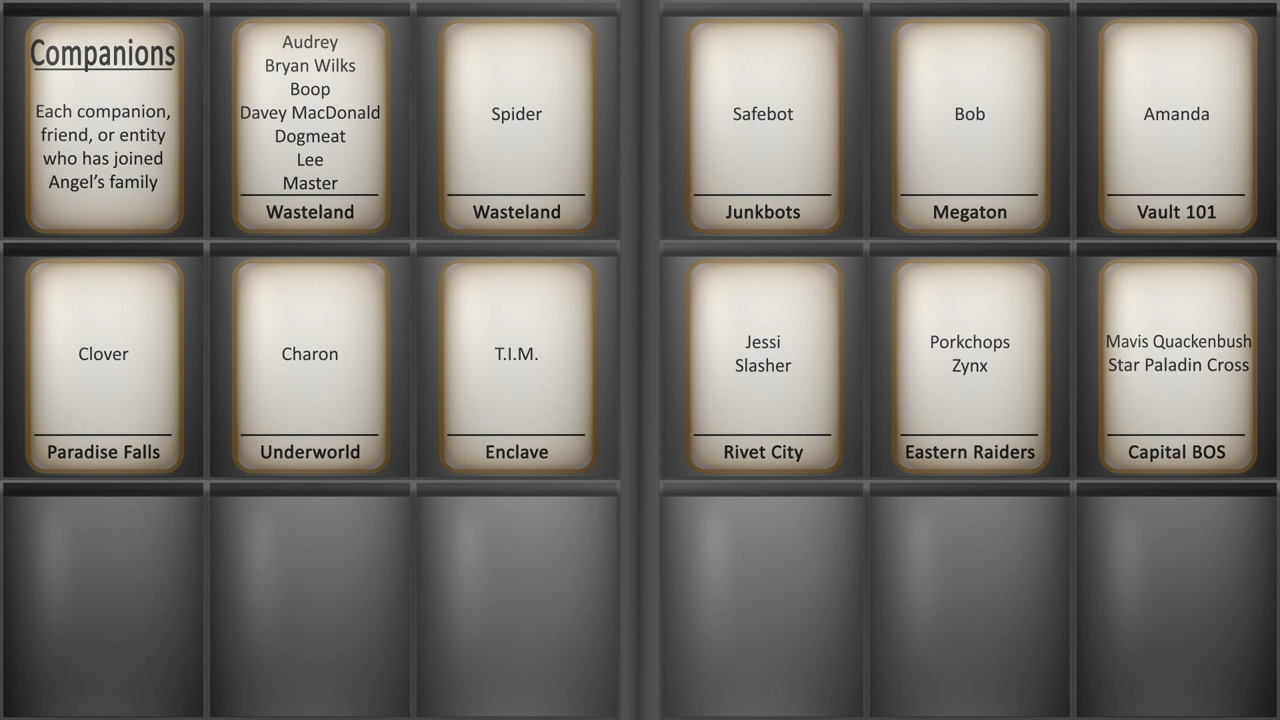 Companions
Each companion,
friend, or entity
who has joined
Angel's family
Audrey
Bryan Wilks
Boop
Davey MacDonald
Dogmeat
Lee
Master
Wasteland
Spider
Wasteland
Safebot
Junkbots
Bob
Megaton
Amanda
Vault 101
Clover
Paradise Falls
Charon
Underworld
T.I.M.
Enclave
Jessi
Slasher
Rivet City
Porkchops
Zynx
Eastern Raiders
Mavis Quackenbush
Star Paladin Cross
Capital BOS